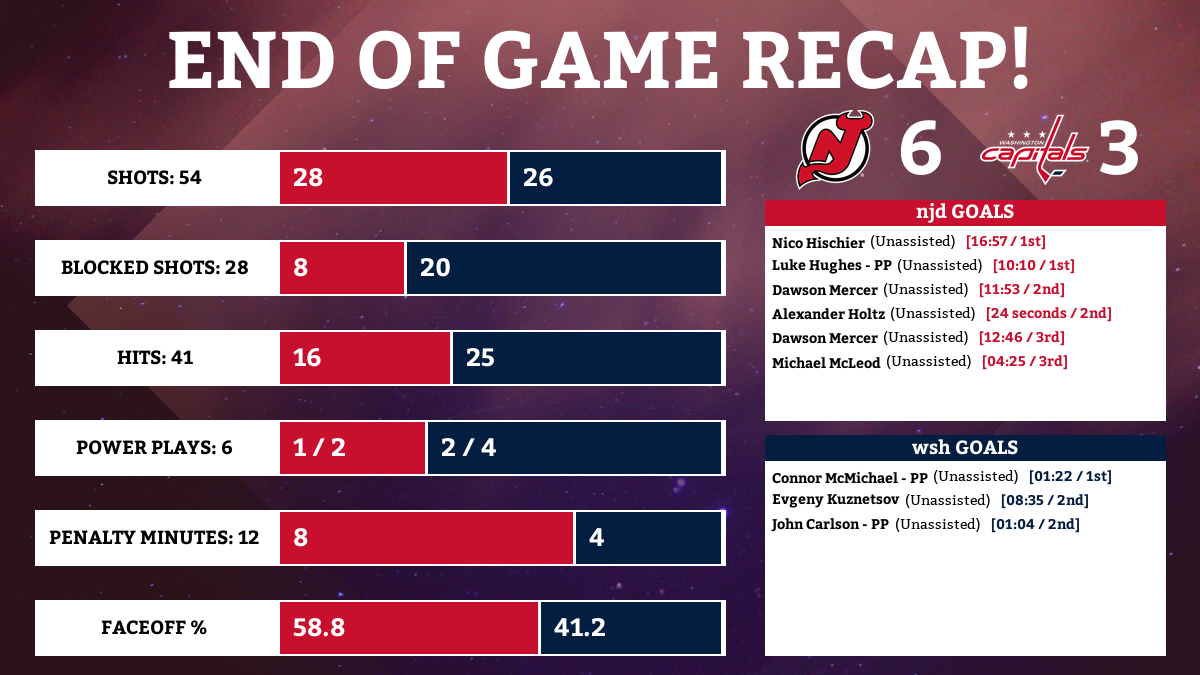 END OF GAME RECAP!
SHOTS: 54 28 26
BLOCKED SHOTS: 28 8 20
HITS: 41 16 25
POWER PLAYS: 6 1 / 2 2 / 4
PENALTY MINUTES: 12 8 4
FACEOFF % 58.8 41.2
6 WASHINGTON capitals 3
njd GOALS
Nico Hischier (Unassisted) [16:57 / 1st]
Luke Hughes - PP (Unassisted) [10:10 / 1st]
Dawson Mercer (Unassisted) [11:53 / 2nd]
Alexander Holtz (Unassisted) [24 seconds / 2nd]
Dawson Mercer (Unassisted) [12:46 / 3rd]
Michael McLeod (Unassisted) [04:25 / 3rd]
wsh GOALS
Connor McMichael - PP (Unassisted) [01:22 / 1st]
Evgeny Kuznetsov (Unassisted) [08:35 / 2nd]
John Carlson - PP (Unassisted) [01:04 / 2nd]